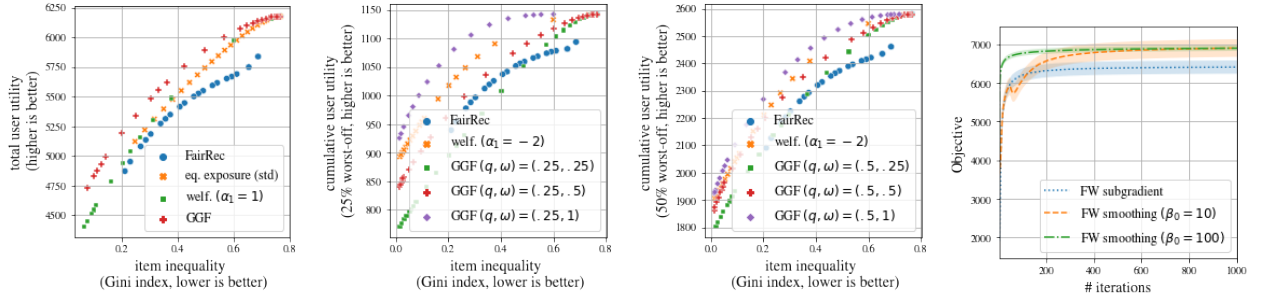 6250
6000
5750
5500
5250
5000
4750
4500
0.2
0.4
0.6
0.8
total user utility
(higher is better)
item inequality
(Gini index, lower is better)
FairRec
eq. exposure (std)
welf. (α₁ = 1)
GGF
1150
1100
1050
1000
950
900
850
800
0.0
0.2
0.4
0.6
0.8
cumulative user utility
(25% worst-off, higher is better)
item inequality
(Gini index, lower is better)
FairRec
welf. (α₁ = −2)
GGF (q, ω) = (.25, .25)
GGF (q, ω) = (.25, .5)
GGF (q, ω) = (.25, 1)
2600
2500
2400
2300
2200
2100
2000
1900
1800
0.0
0.2
0.4
0.6
0.8
cumulative user utility
(50% worst-off, higher is better)
item inequality
(Gini index, lower is better)
FairRec
welf. (α₁ = −2)
GGF (q, ω) = (.5, .25)
GGF (q, ω) = (.5, .5)
GGF (q, ω) = (.5, 1)
7000
6000
5000
4000
3000
2000
200
400
600
800
1000
Objective
# iterations
FW subgradient
FW smoothing (β₀ = 10)
FW smoothing (β₀ = 100)